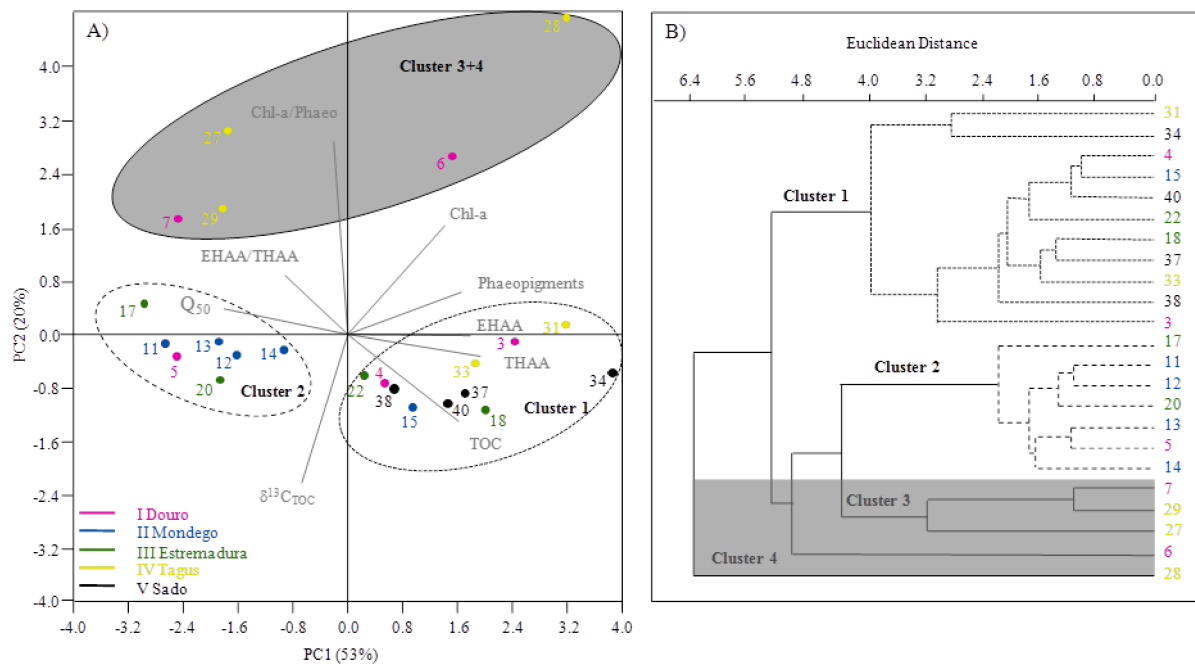 A)
4.0
3.2
2.4
1.6
0.8
0.0
-0.8
-1.6
-2.4
-3.2
-4.0
PC2 (20%)
28
Cluster 3+4
Chl-a/Phaeo
27
6
7
29
Chl-a
EHAA/THAA
Phaeopigments
Q50
17
EHAA
31
3
11
13
12
14
THAA
5
33
34
20
Cluster 2
22
4
38
37
40
Cluster 1
15
18
TOC
δ13CTOC
I Douro
II Mondego
III Estremadura
IV Tagus
V Sado
-4.0 -3.2 -2.4 -1.6 -0.8 0.0 0.8 1.6 2.4 3.2 4.0
PC1 (53%)
B)
Euclidean Distance
6.4 5.6 4.8 4.0 3.2 2.4 1.6 0.8 0.0
31
34
4
15
Cluster 1
40
22
18
37
33
38
3
17
Cluster 2
11
12
20
13
5
14
7
Cluster 3
29
27
6
Cluster 4
28